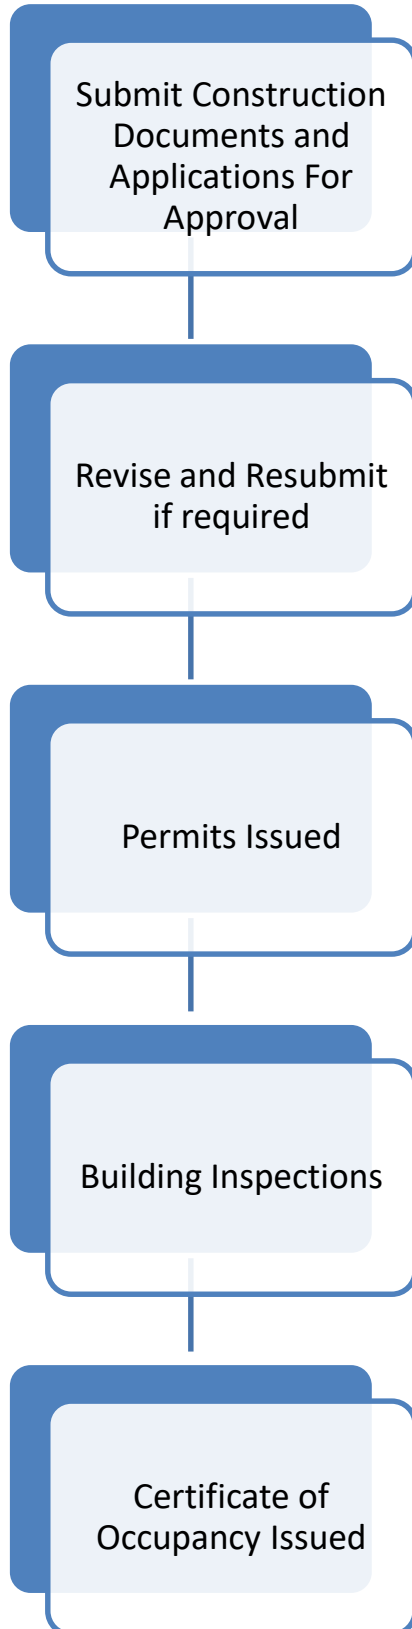 Submit Construction
Documents and
Applications For
Approval
Revise and Resubmit
if required
Permits Issued
Building Inspections
Certificate of
Occupancy Issued